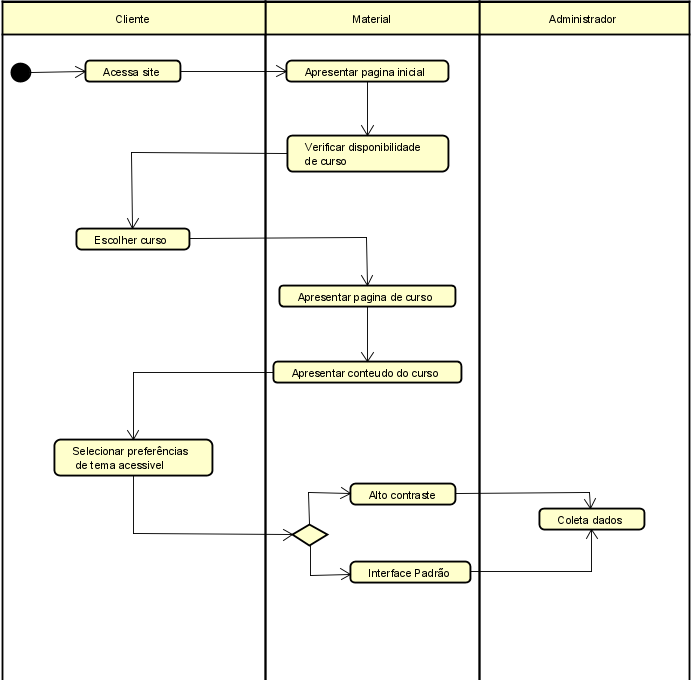 Cliente
Material
Administrador
Acessa site
Apresentar pagina inicial
Verificar disponibilidade
de curso
Escolher curso
Apresentar pagina de curso
Apresentar conteudo do curso
Selecionar preferências
de tema acessivel
Alto contraste
Coleta dados
Interface Padrão